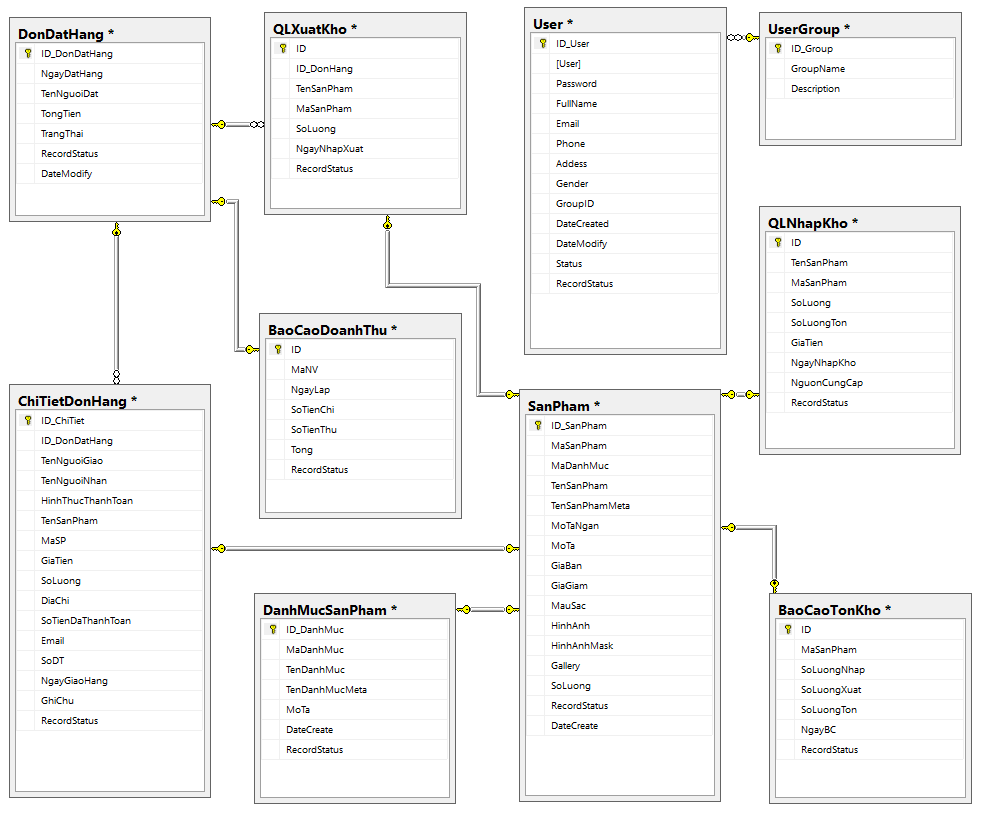 DonDatHang *
ID_DonDatHang
NgayDatHang
TenNguoiDat
TongTien
TrangThai
RecordStatus
DateModify
QLXuatKho *
ID
ID_DonHang
TenSanPham
MaSanPham
SoLuong
NgayNhapXuat
RecordStatus
User *
ID_User
[User]
Password
FullName
Email
Phone
Addess
Gender
GroupID
DateCreated
DateModify
Status
RecordStatus
UserGroup *
ID_Group
GroupName
Description
QLNhapKho *
ID
TenSanPham
MaSanPham
SoLuong
SoLuongTon
GiaTien
NgayNhapKho
NguonCungCap
RecordStatus
BaoCaoDoanhThu *
ID
MaNV
NgayLap
SoTienChi
SoTienThu
Tong
RecordStatus
ChiTietDonHang *
ID_ChiTiet
ID_DonDatHang
TenNguoiGiao
TenNguoiNhan
HinhThucThanhToan
TenSanPham
MaSP
GiaTien
SoLuong
DiaChi
SoTienDaThanhToan
Email
SoDT
NgayGiaoHang
GhiChu
RecordStatus
SanPham *
ID_SanPham
MaSanPham
MaDanhMuc
TenSanPham
TenSanPhamMeta
MoTaNgan
MoTa
GiaBan
GiaGiam
MauSac
HinhAnh
HinhAnhMask
Gallery
SoLuong
RecordStatus
DateCreate
DanhMucSanPham *
ID_DanhMuc
MaDanhMuc
TenDanhMuc
TenDanhMucMeta
MoTa
DateCreate
RecordStatus
BaoCaoTonKho *
ID
MaSanPham
SoLuongNhap
SoLuongXuat
SoLuongTon
NgayBC
RecordStatus